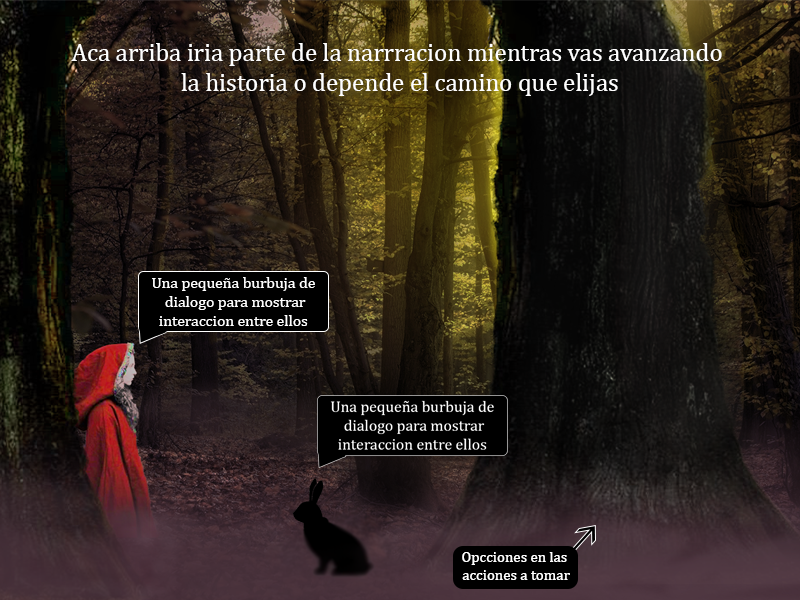 Aca arriba iria parte de la narrracion mientras vas avanzando
la historia o depende el camino que elijas
Una pequeña burbuja de
dialogo para mostrar
interaccion entre ellos
Una pequeña burbuja de
dialogo para mostrar
interaccion entre ellos
Opcciones en las
acciones a tomar